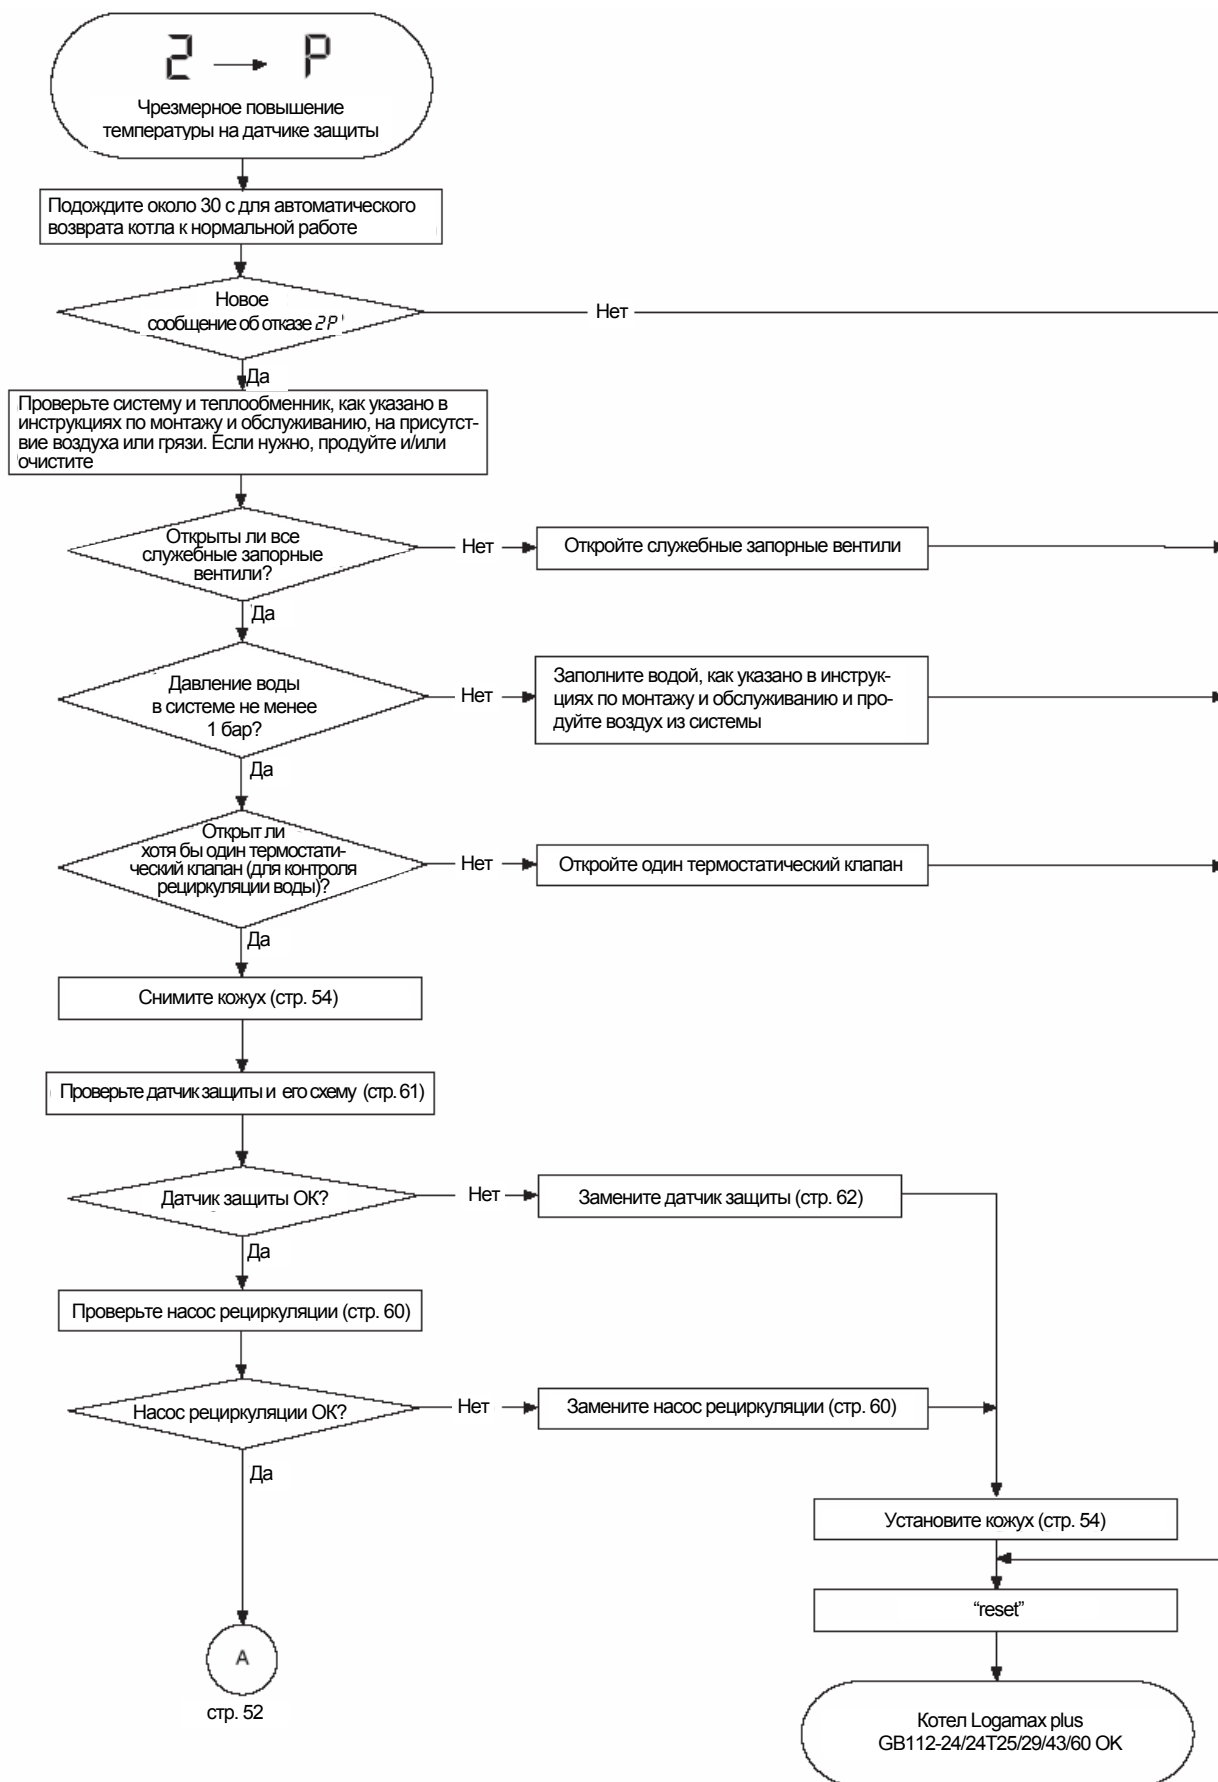 2 → P
Чрезмерное повышение
температуры на датчике защиты
Подождите около 30 с для автоматического
возврата котла к нормальной работе
Новое
сообщение об отказе 2P
Нет
Да
Проверьте систему и теплообменник, как указано в
инструкциях по монтажу и обслуживанию, на присутст-
вие воздуха или грязи. Если нужно, продуйте и/или
очистите
Открыты ли все
служебные запорные
вентили?
Нет
Откройте служебные запорные вентили
Да
Давление воды
в системе не менее
1 бар?
Нет
Заполните водой, как указано в инструк-
циях по монтажу и обслуживанию и про-
дуйте воздух из системы
Да
Открыт ли
хотя бы один термостати-
ческий клапан (для контроля
рециркуляции воды)?
Нет
Откройте один термостатический клапан
Да
Снимите кожух (стр. 54)
Проверьте датчик защиты и его схему (стр. 61)
Датчик защиты ОК?
Нет
Замените датчик защиты (стр. 62)
Да
Проверьте насос рециркуляции (стр. 60)
Насос рециркуляции ОК?
Нет
Замените насос рециркуляции (стр. 60)
Да
Установите кожух (стр. 54)
“reset”
A
стр. 52
Котел Logamax plus
GB112-24/24T25/29/43/60 OK